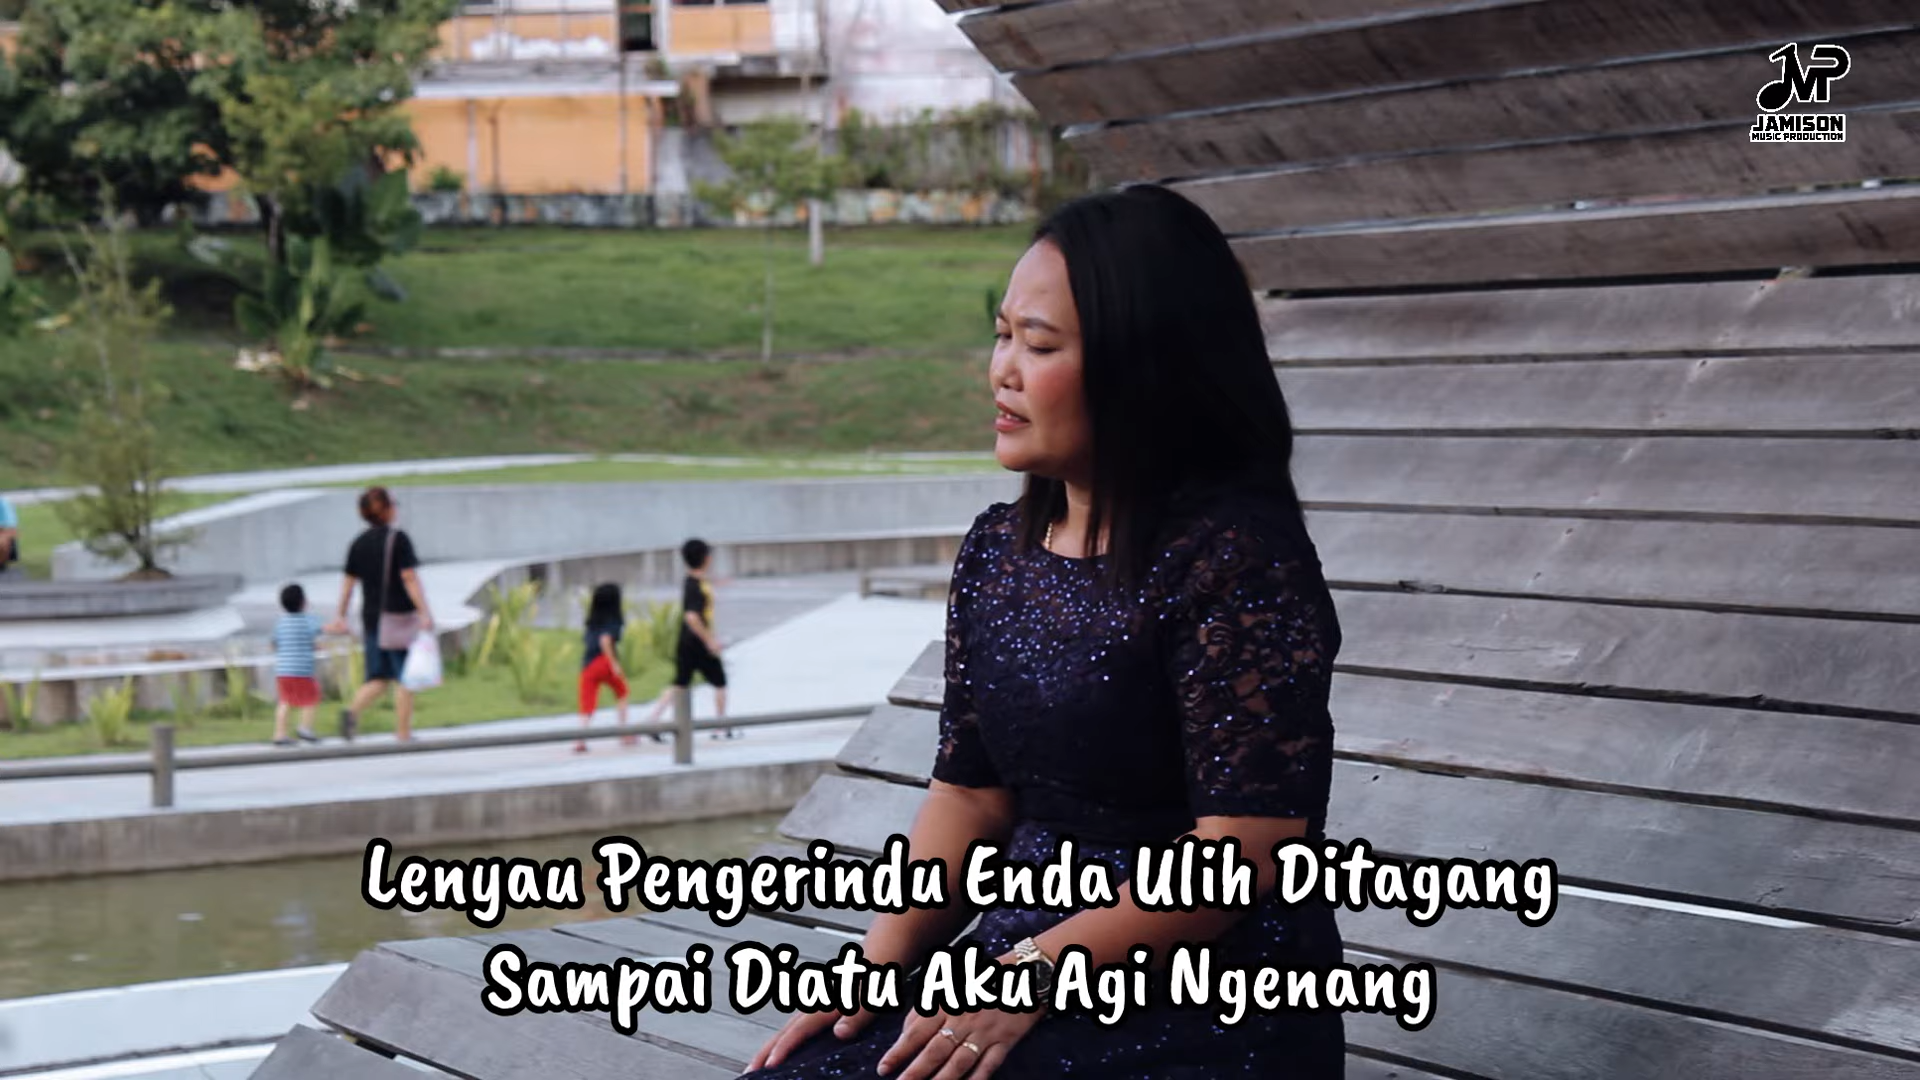 JMP
JAMISON
MUSIC PRODUCTION
Lenyau Pengerindu Enda Ulih Ditagang
Sampai Diatu Aku Agi Ngenang